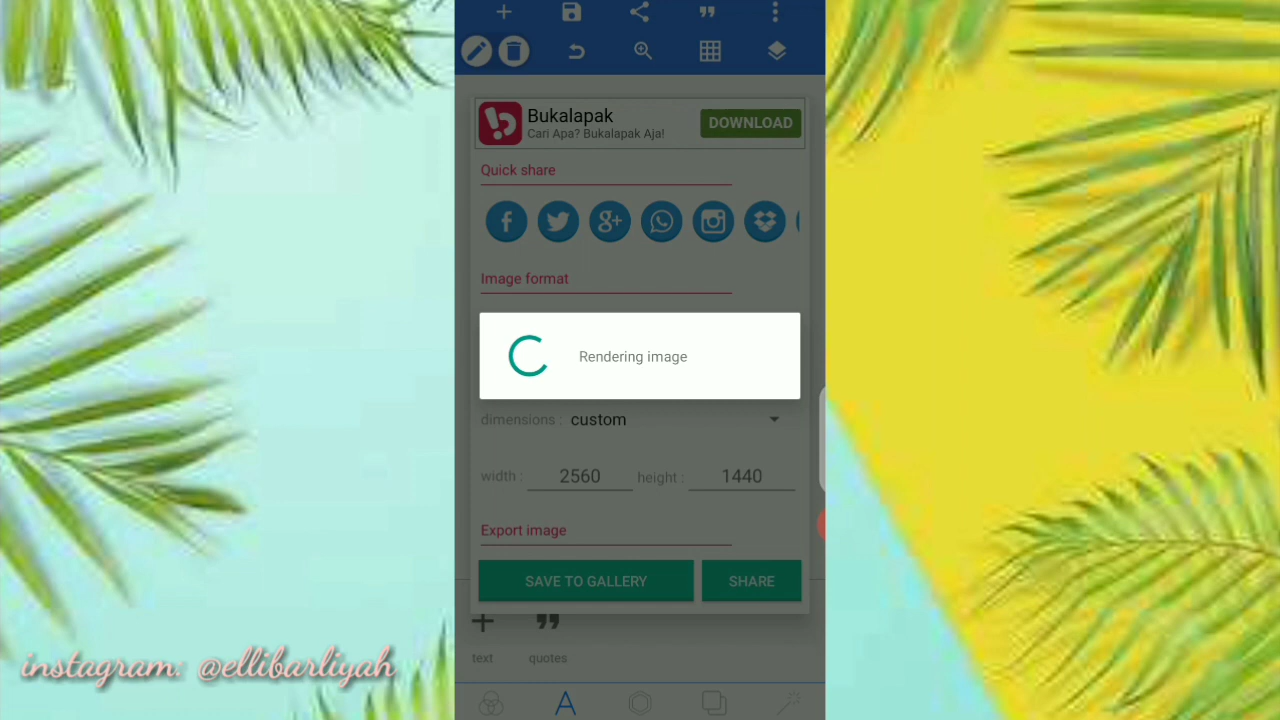 Bukalapak
Cari Apa? Bukalapak Aja!
DOWNLOAD
Quick share
Image format
Rendering image
dimensions : custom
width : 2560 height : 1440
Export image
SAVE TO GALLERY SHARE
text quotes
instagram: @ellibarliyah